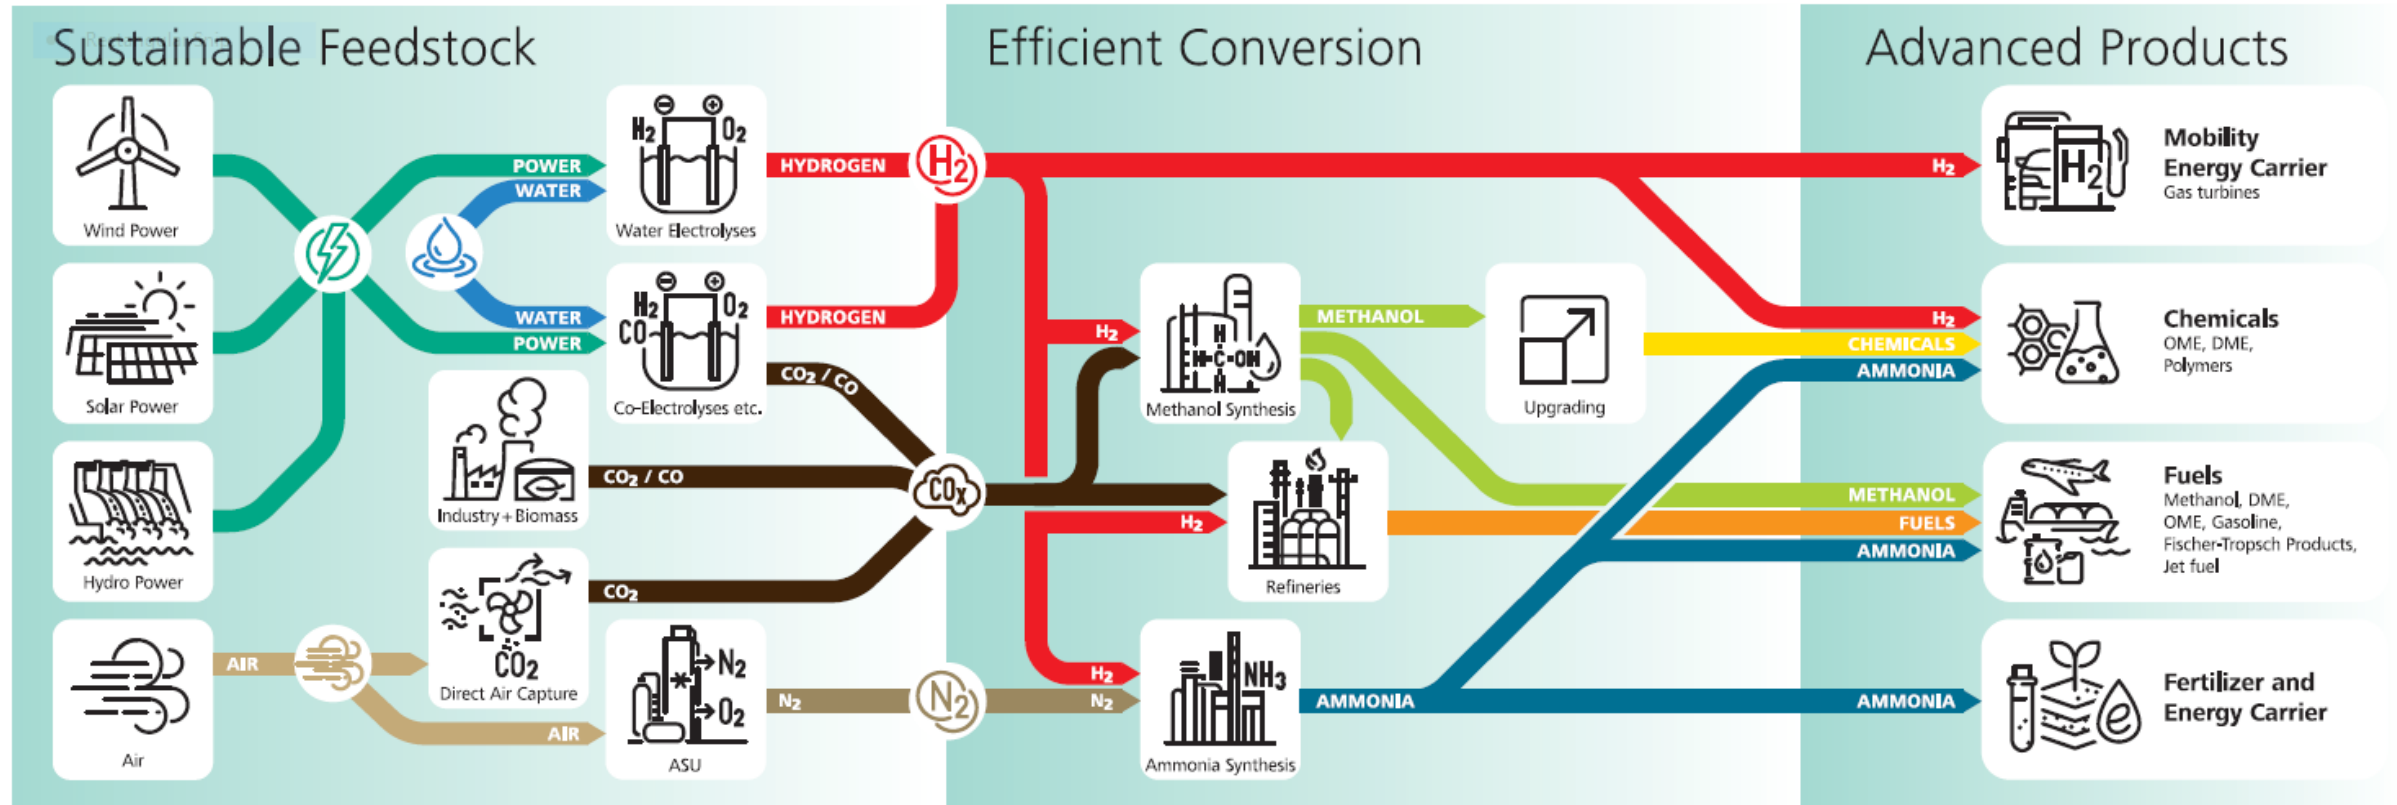 Sustainable Feedstock
Efficient Conversion
Advanced Products
Wind Power
Solar Power
Hydro Power
Air
POWER
WATER
WATER
POWER
H2
O2
Water Electrolyses
H2
O2
CO
Co-Electrolyses etc.
Industry+Biomass
CO2
Direct Air Capture
AIR
AIR
N2
O2
ASU
HYDROGEN
HYDROGEN
CO2 / CO
CO2 / CO
CO2
N2
H2
COx
N2
H2
H2
H2
N2
H
H-C-OH
H
Methanol Synthesis
METHANOL
Upgrading
Refineries
NH3
Ammonia Synthesis
AMMONIA
H2
H2
CHEMICALS
AMMONIA
METHANOL
FUELS
AMMONIA
AMMONIA
H2
Mobility
Energy Carrier
Gas turbines
Chemicals
OME, DME,
Polymers
Fuels
Methanol, DME,
OME, Gasoline,
Fischer-Tropsch Products,
Jet fuel
e
Fertilizer and
Energy Carrier